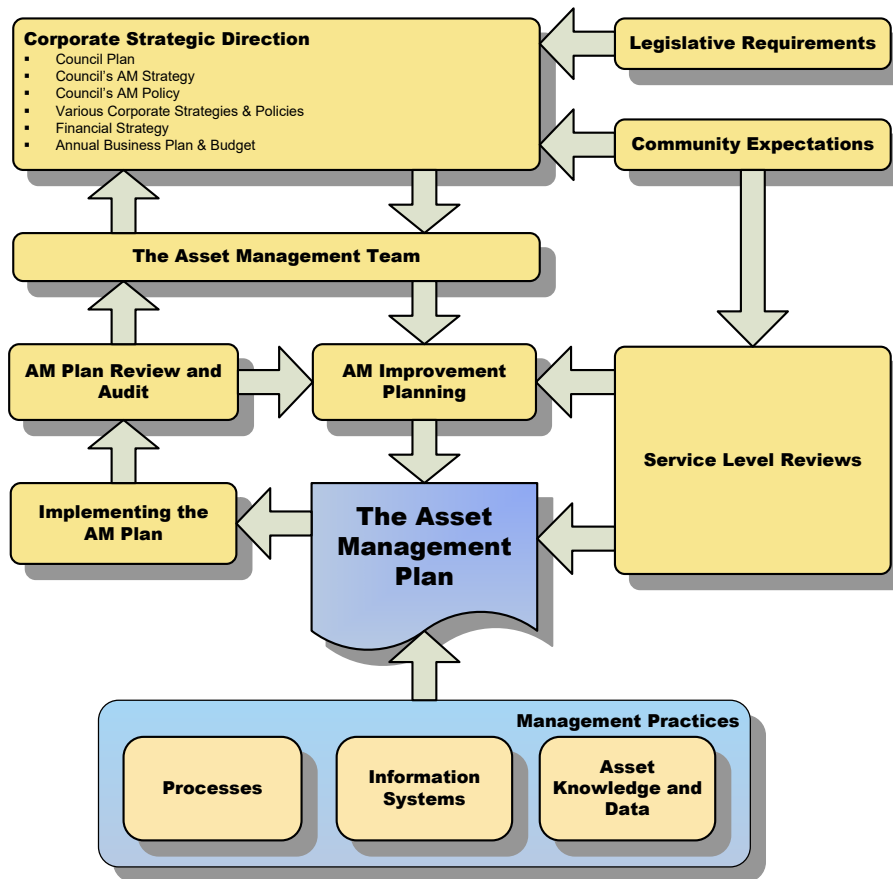 Corporate Strategic Direction
▪ Council Plan
▪ Council's AM Strategy
▪ Council's AM Policy
▪ Various Corporate Strategies & Policies
▪ Financial Strategy
▪ Annual Business Plan & Budget
Legislative Requirements
Community Expectations
The Asset Management Team
AM Plan Review and
Audit
AM Improvement
Planning
Service Level Reviews
Implementing the
AM Plan
The Asset
Management
Plan
Management Practices
Processes
Information
Systems
Asset
Knowledge and
Data